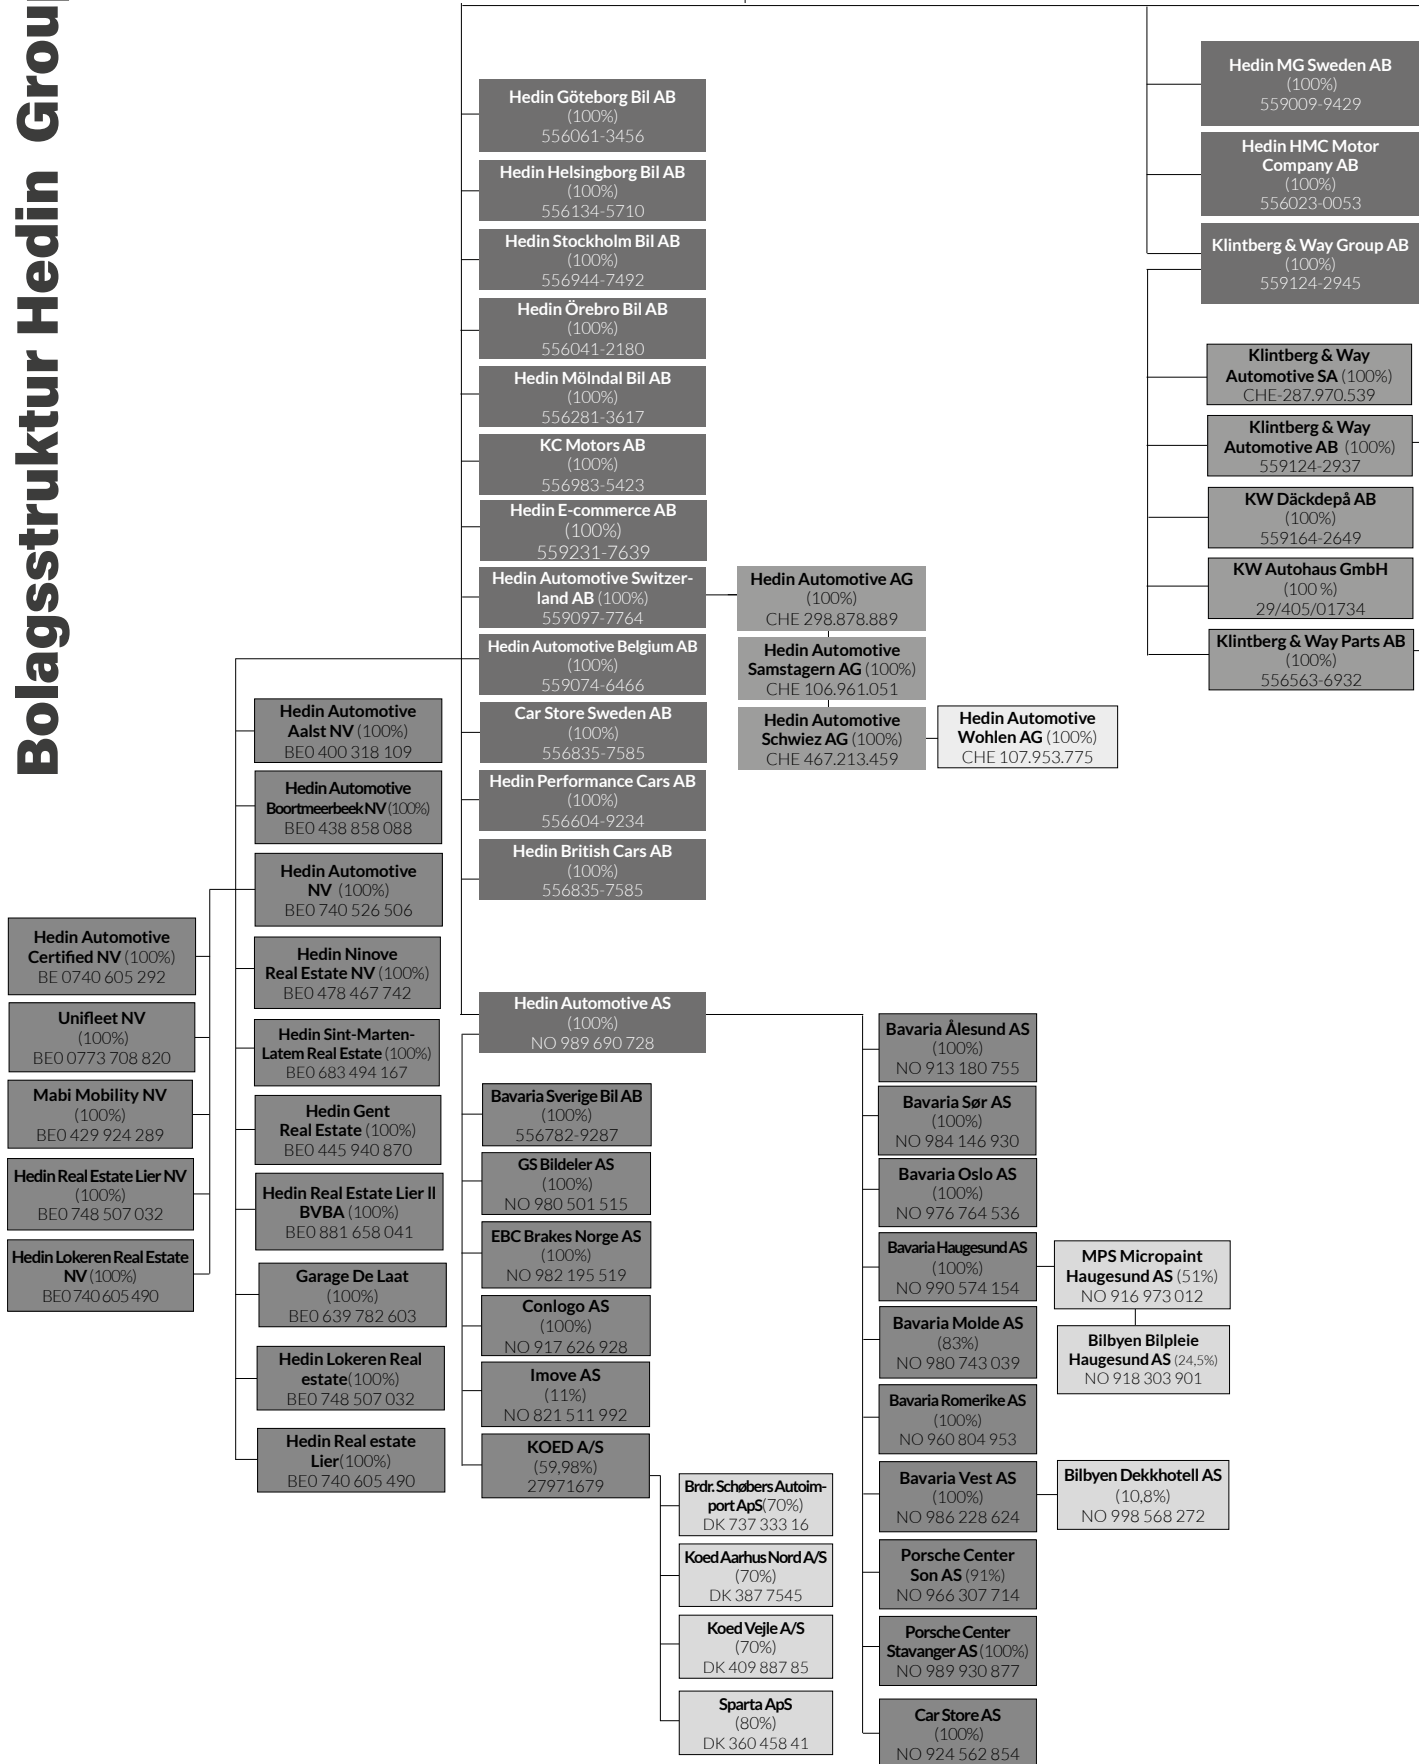 Bolagsstruktur Hedin Grou
Hedin Göteborg Bil AB
(100%)
556061-3456
Hedin Helsingborg Bil AB
(100%)
556134-5710
Hedin Stockholm Bil AB
(100%)
556944-7492
Hedin Örebro Bil AB
(100%)
556041-2180
Hedin Mölndal Bil AB
(100%)
556281-3617
KC Motors AB
(100%)
556983-5423
Hedin E-commerce AB
(100%)
559231-7639
Hedin Automotive Switzer-
land AB (100%)
559097-7764
Hedin Automotive Belgium AB
(100%)
559074-6466
Car Store Sweden AB
(100%)
556835-7585
Hedin Performance Cars AB
(100%)
556604-9234
Hedin British Cars AB
(100%)
556835-7585
Hedin Automotive AG
(100%)
CHE 298.878.889
Hedin Automotive
Samstagern AG (100%)
CHE 106.961.051
Hedin Automotive
Schwiez AG (100%)
CHE 467.213.459
Hedin Automotive
Wohlen AG (100%)
CHE 107.953.775
Hedin MG Sweden AB
(100%)
559009-9429
Hedin HMC Motor
Company AB
(100%)
556023-0053
Klintberg & Way Group AB
(100%)
559124-2945
Klintberg & Way
Automotive SA (100%)
CHE-287.970.539
Klintberg & Way
Automotive AB (100%)
559124-2937
KW Däckdepå AB
(100%)
559164-2649
KW Autohaus GmbH
(100 %)
29/405/01734
Klintberg & Way Parts AB
(100%)
556563-6932
Hedin Automotive
Aalst NV (100%)
BE0 400 318 109
Hedin Automotive
Boortmeerbeek NV (100%)
BE0 438 858 088
Hedin Automotive
NV (100%)
BE0 740 526 506
Hedin Ninove
Real Estate NV (100%)
BE0 478 467 742
Hedin Sint-Marten-
Latem Real Estate (100%)
BE0 683 494 167
Hedin Gent
Real Estate (100%)
BE0 445 940 870
Hedin Real Estate Lier II
BVBA (100%)
BE0 881 658 041
Garage De Laat
(100%)
BE0 639 782 603
Hedin Lokeren Real
estate(100%)
BE0 748 507 032
Hedin Real estate
Lier(100%)
BE0 740 605 490
Hedin Automotive
Certified NV (100%)
BE 0740 605 292
Unifleet NV
(100%)
BE0 0773 708 820
Mabi Mobility NV
(100%)
BE0 429 924 289
Hedin Real Estate Lier NV
(100%)
BE0 748 507 032
Hedin Lokeren Real Estate
NV (100%)
BE0 740 605 490
Hedin Automotive AS
(100%)
NO 989 690 728
Bavaria Sverige Bil AB
(100%)
556782-9287
GS Bildeler AS
(100%)
NO 980 501 515
EBC Brakes Norge AS
(100%)
NO 982 195 519
Conlogo AS
(100%)
NO 917 626 928
Imove AS
(11%)
NO 821 511 992
KOED A/S
(59,98%)
27971679
Brdr. Schøbers Autoim-
port ApS(70%)
DK 737 333 16
Koed Aarhus Nord A/S
(70%)
DK 387 7545
Koed Vejle A/S
(70%)
DK 409 887 85
Sparta ApS
(80%)
DK 360 458 41
Bavaria Ålesund AS
(100%)
NO 913 180 755
Bavaria Sør AS
(100%)
NO 984 146 930
Bavaria Oslo AS
(100%)
NO 976 764 536
Bavaria Haugesund AS
(100%)
NO 990 574 154
Bavaria Molde AS
(83%)
NO 980 743 039
Bavaria Romerike AS
(100%)
NO 960 804 953
Bavaria Vest AS
(100%)
NO 986 228 624
Porsche Center
Son AS (91%)
NO 966 307 714
Porsche Center
Stavanger AS (100%)
NO 989 930 877
Car Store AS
(100%)
NO 924 562 854
MPS Micropaint
Haugesund AS (51%)
NO 916 973 012
Bilbyen Bilpleie
Haugesund AS (24,5%)
NO 918 303 901
Bilbyen Dekkhotell AS
(10,8%)
NO 998 568 272